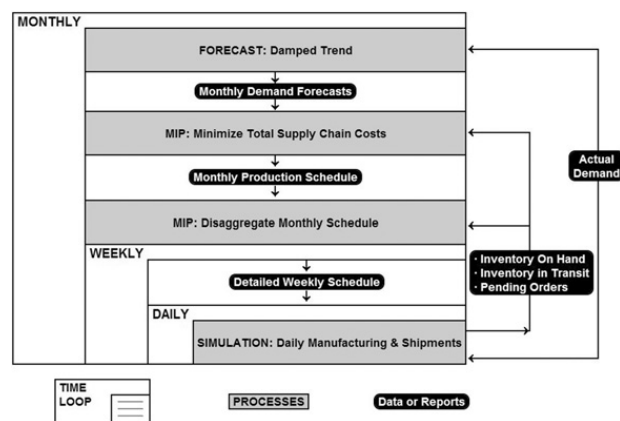 MONTHLY
FORECAST: Damped Trend
Monthly Demand Forecasts
MIP: Minimize Total Supply Chain Costs
Monthly Production Schedule
MIP: Disaggregate Monthly Schedule
Actual
Demand
WEEKLY
Detailed Weekly Schedule
· Inventory On Hand
· Inventory in Transit
· Pending Orders
DAILY
SIMULATION: Daily Manufacturing & Shipments
TIME
LOOP
PROCESSES
Data or Reports